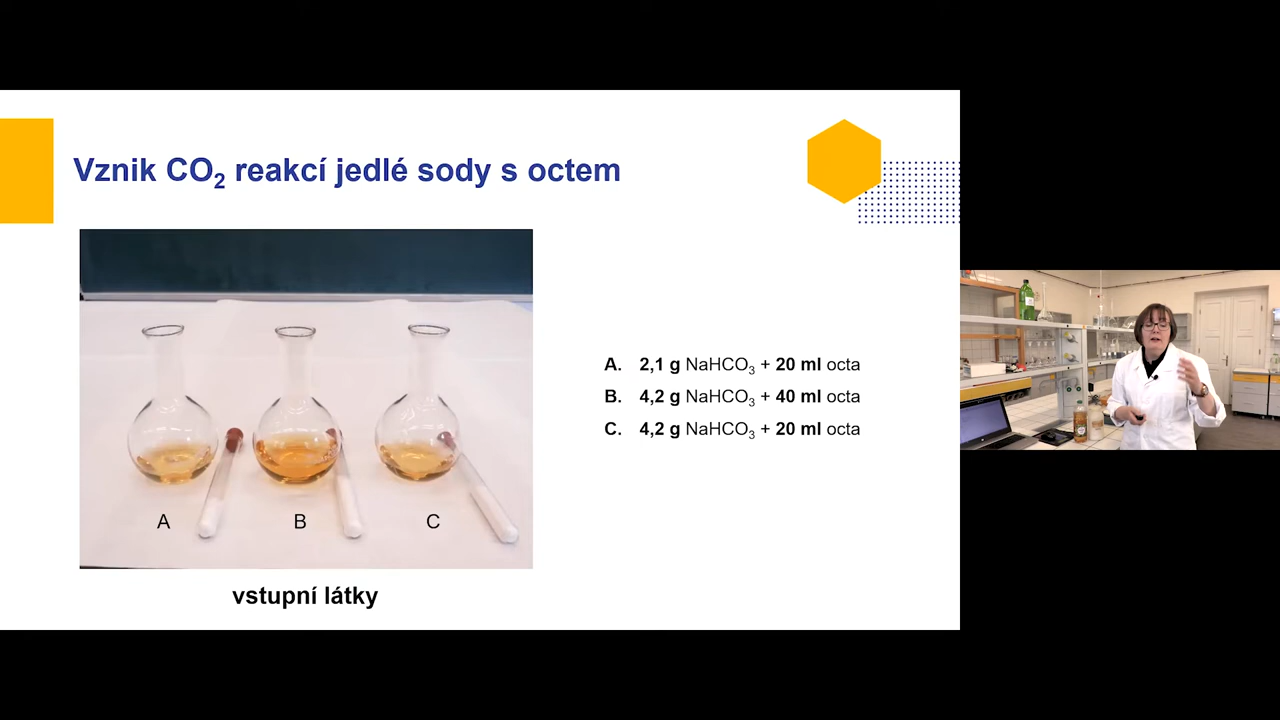 Vznik CO₂ reakcí jedlé sody s octem
A. 2,1 g NaHCO₃ + 20 ml octa
B. 4,2 g NaHCO₃ + 40 ml octa
C. 4,2 g NaHCO₃ + 20 ml octa
A B C
vstupní látky